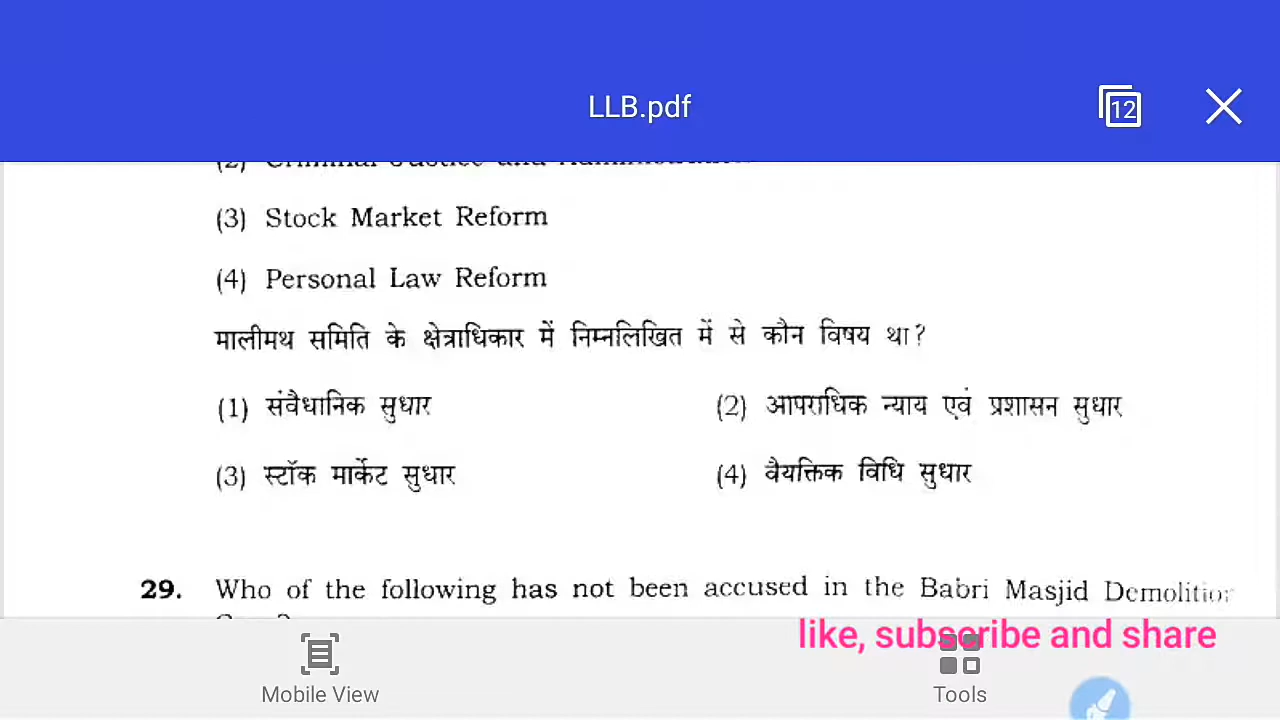 LLB.pdf
12
(3) Stock Market Reform
(4) Personal Law Reform
मालीमथ समिति के क्षेत्राधिकार में निम्नलिखित में से कौन विषय था?
(1) संवैधानिक सुधार (2) आपराधिक न्याय एवं प्रशासन सुधार
(3) स्टॉक मार्केट सुधार (4) वैयक्तिक विधि सुधार
29. Who of the following has not been accused in the Babri Masjid Demolition
like, subscribe and share
Mobile View Tools